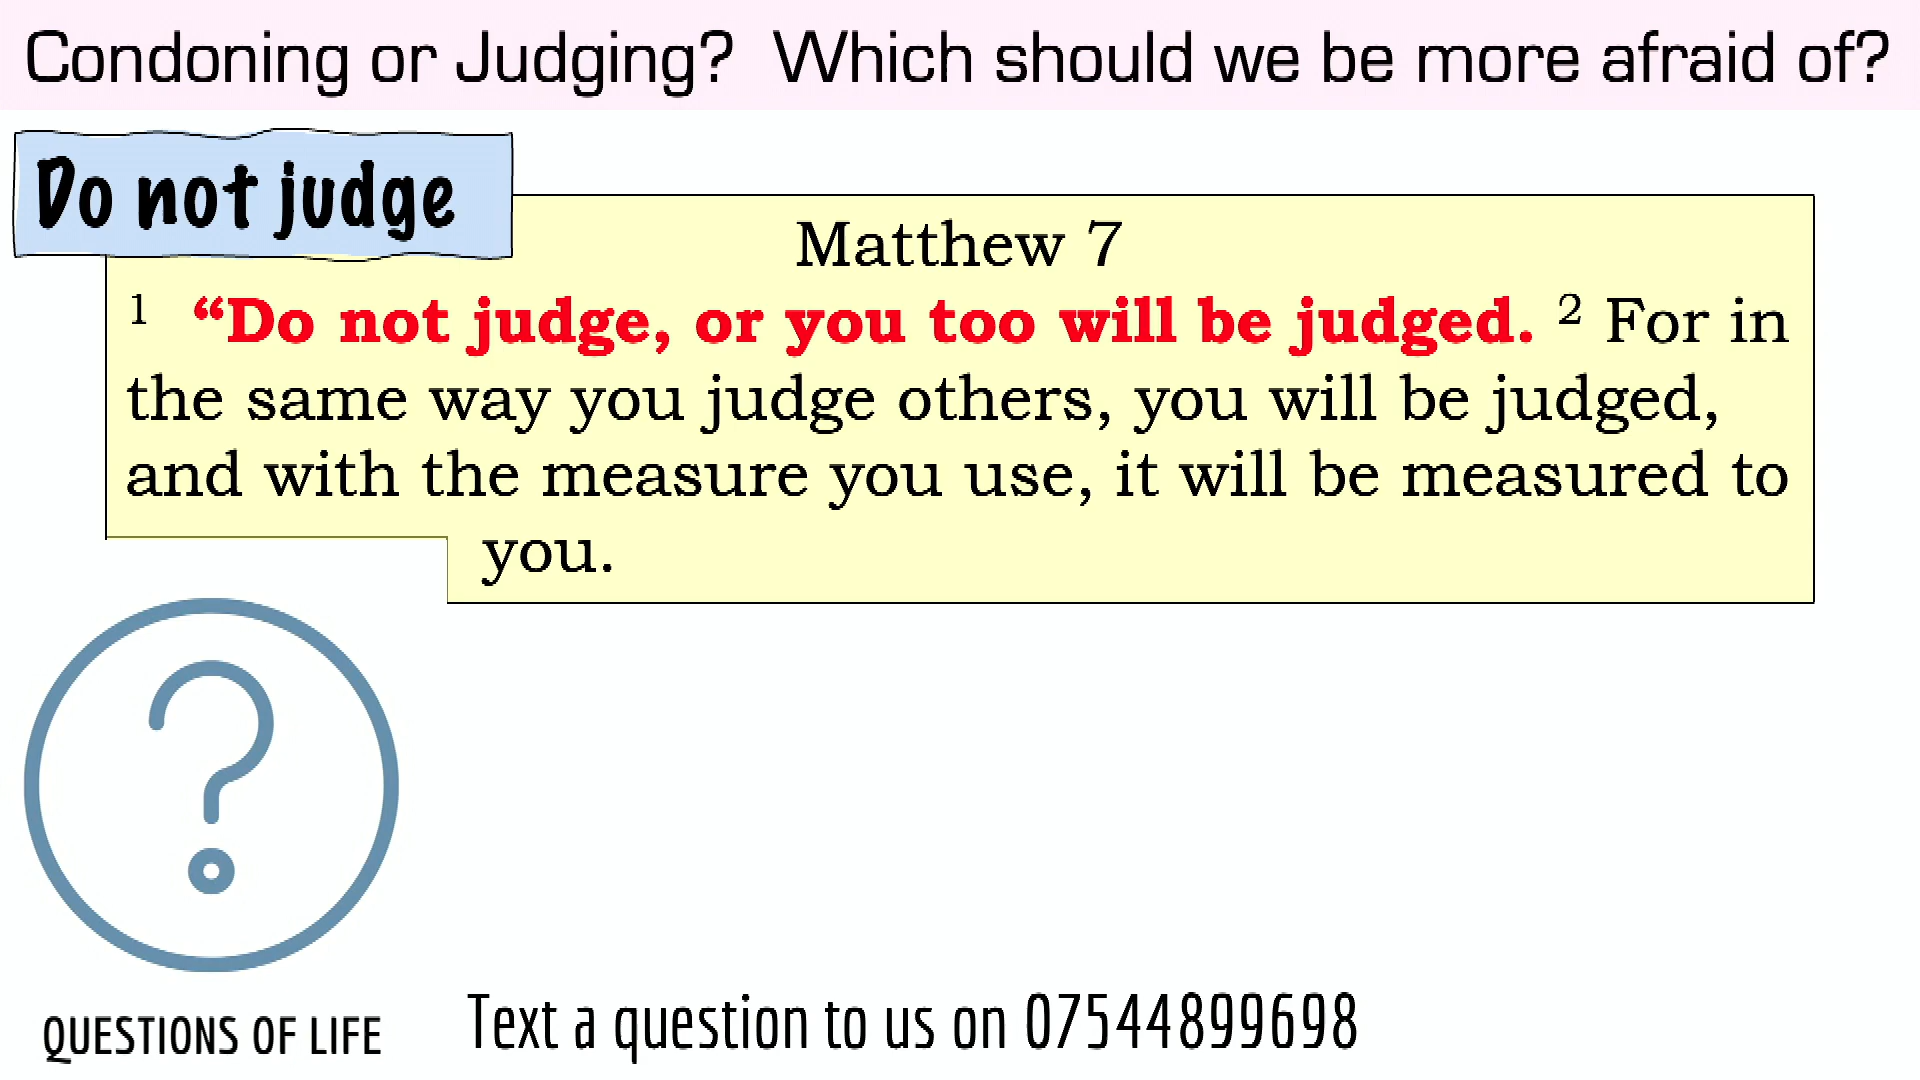 Condoning or Judging? Which should we be more afraid of?
Do not judge
Matthew 7
1 “Do not judge, or you too will be judged. 2 For in
the same way you judge others, you will be judged,
and with the measure you use, it will be measured to
you.
QUESTIONS OF LIFE
Text a question to us on 07544899698